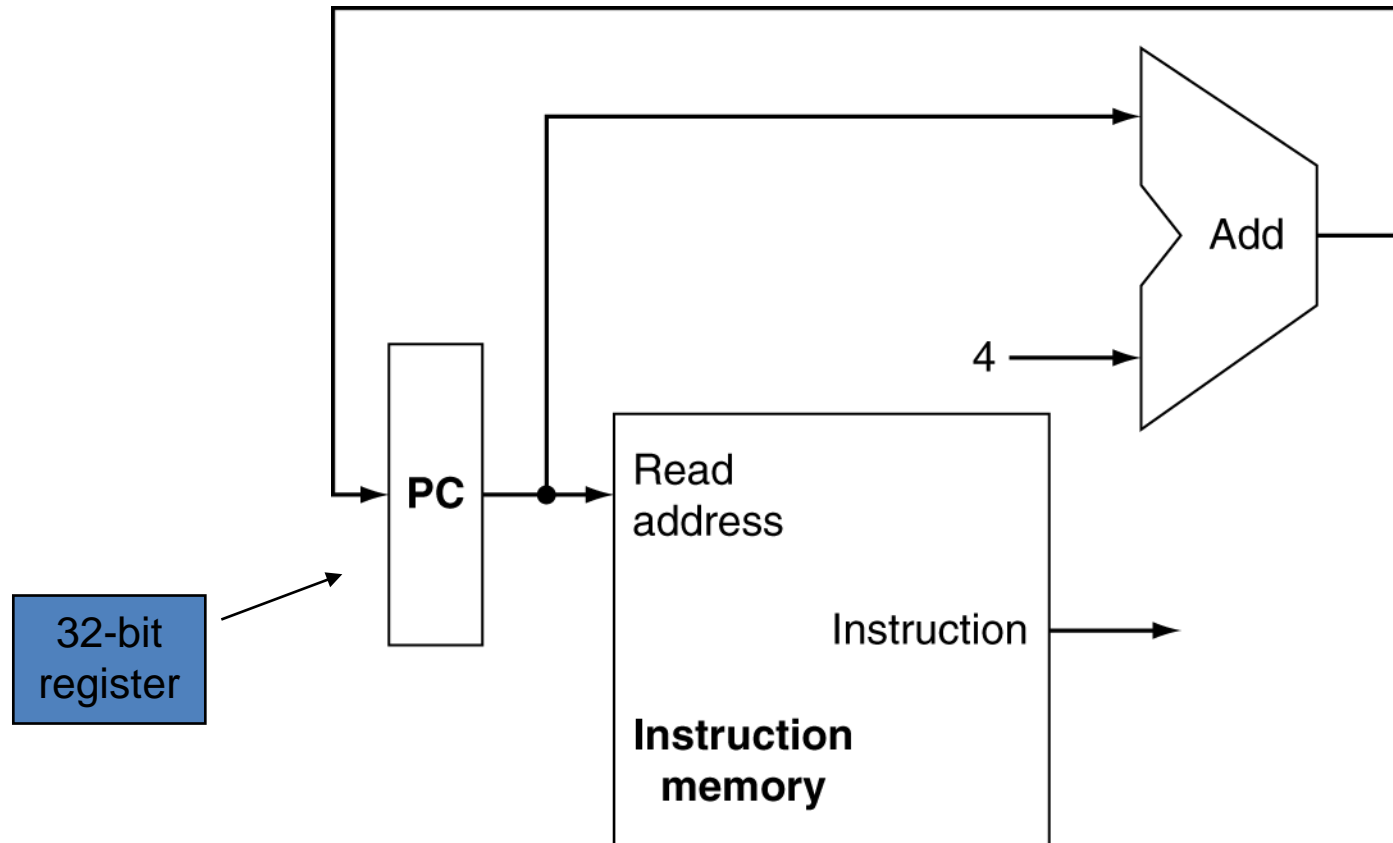 Add
4
PC
Read
address
32-bit
register
Instruction
Instruction
memory